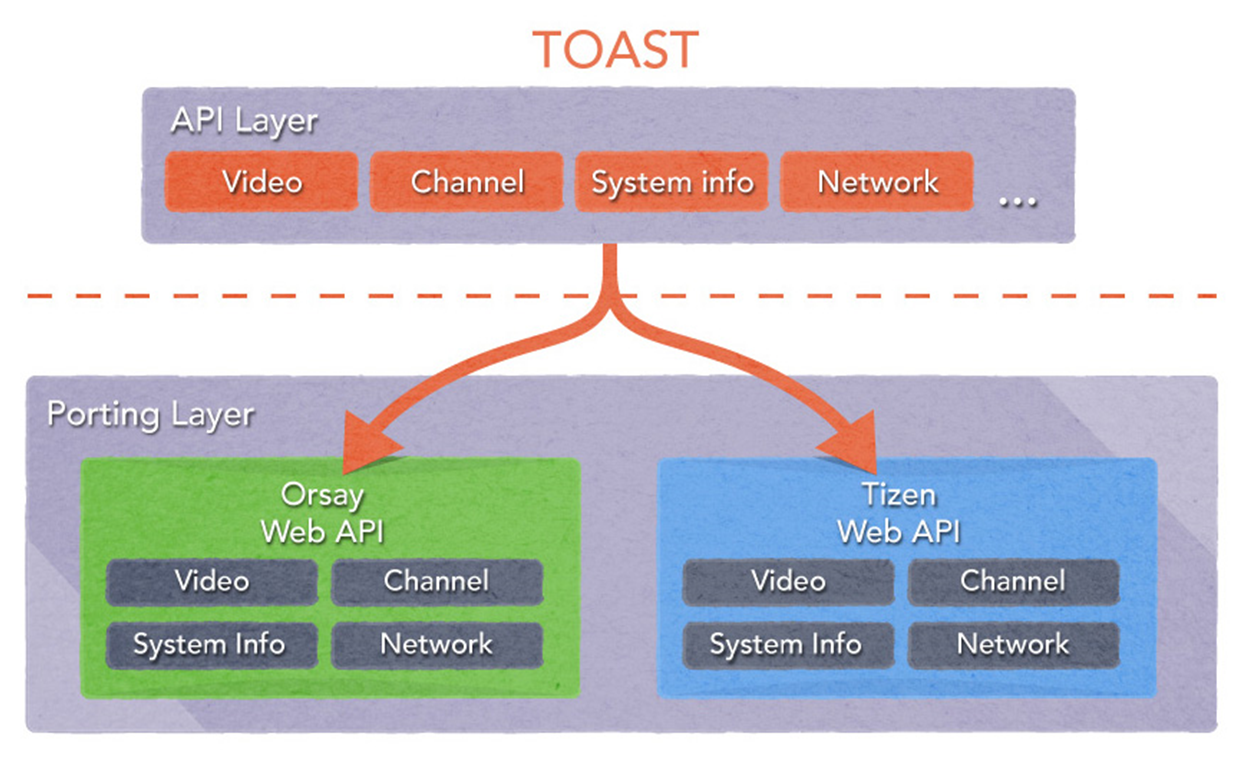 TOAST
API Layer
Video
Channel
System info
Network
...
Porting Layer
Orsay
Web API
Video
Channel
System Info
Network
Tizen
Web API
Video
Channel
System Info
Network